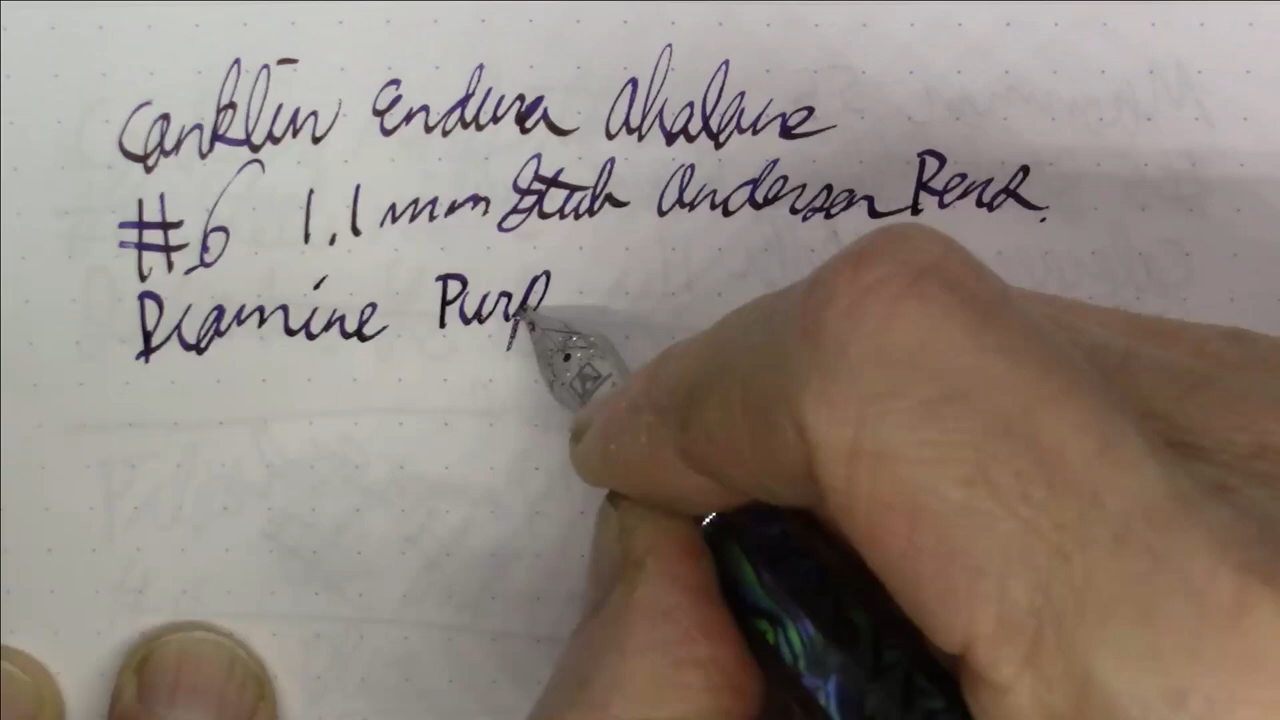 Conklin Endura Abalone
#6 1.1mm Stub Anderson Pens.
Diamine Purp